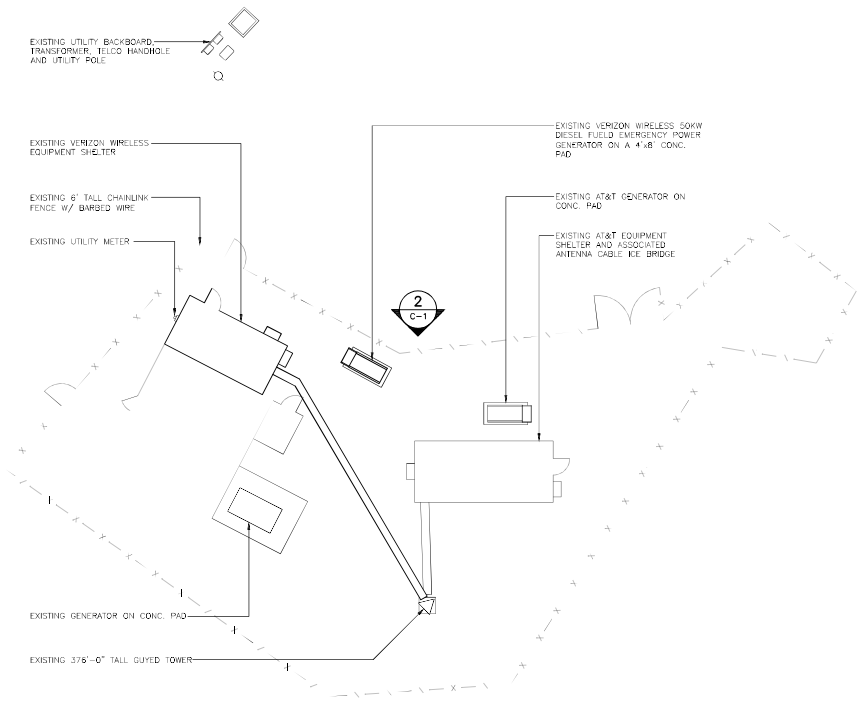 EXISTING UTILITY BACKBOARD,
TRANSFORMER, TELCO HANDHOLE
AND UTILITY POLE
EXISTING VERIZON WIRELESS 50KW
DIESEL FUELD EMERGENCY POWER
GENERATOR ON A 4'x8' CONC.
PAD
EXISTING VERIZON WIRELESS
EQUIPMENT SHELTER
EXISTING 6' TALL CHAINLINK
FENCE W/ BARBED WIRE
EXISTING AT&T GENERATOR ON
CONC. PAD
EXISTING UTILITY METER
EXISTING AT&T EQUIPMENT
SHELTER AND ASSOCIATED
ANTENNA CABLE ICE BRIDGE
2
C-1
EXISTING GENERATOR ON CONC. PAD
EXISTING 376'-0" TALL GUYED TOWER